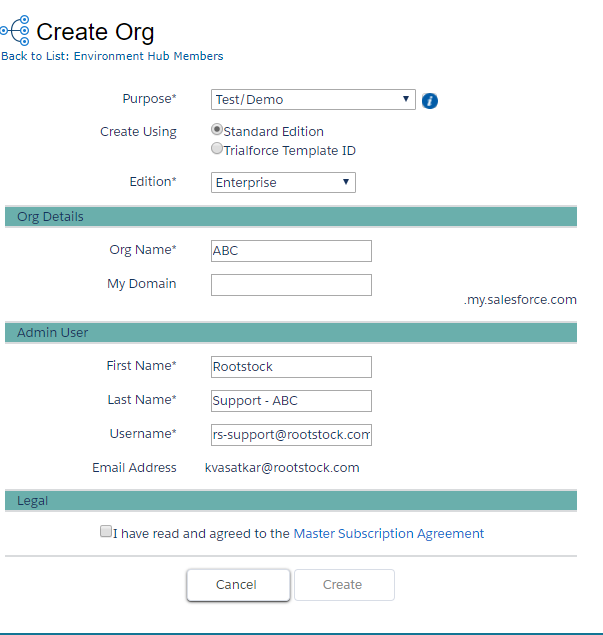 Create Org
Back to List: Environment Hub Members
Purpose* Test/Demo i
Create Using Standard Edition
Trialforce Template ID
Edition* Enterprise
Org Details
Org Name* ABC
My Domain
.my.salesforce.com
Admin User
First Name* Rootstock
Last Name* Support - ABC
Username* rs-support@rootstock.com
Email Address kvasatkar@rootstock.com
Legal
I have read and agreed to the Master Subscription Agreement
Cancel Create